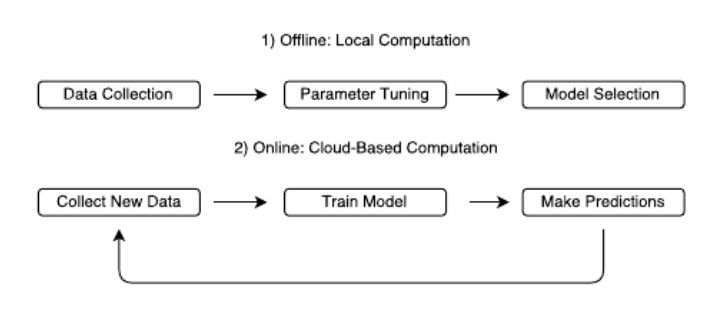 1) Offline: Local Computation
Data Collection
Parameter Tuning
Model Selection
2) Online: Cloud-Based Computation
Collect New Data
Train Model
Make Predictions